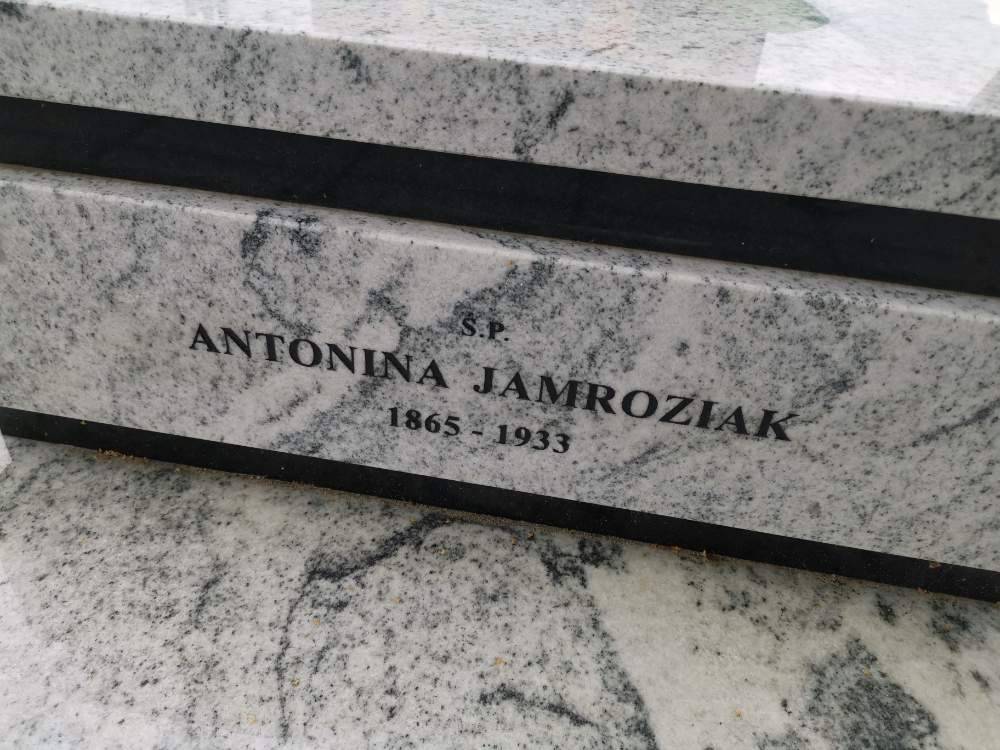 S.P.
ANTONINA JAMROZIAK
1865 - 1933